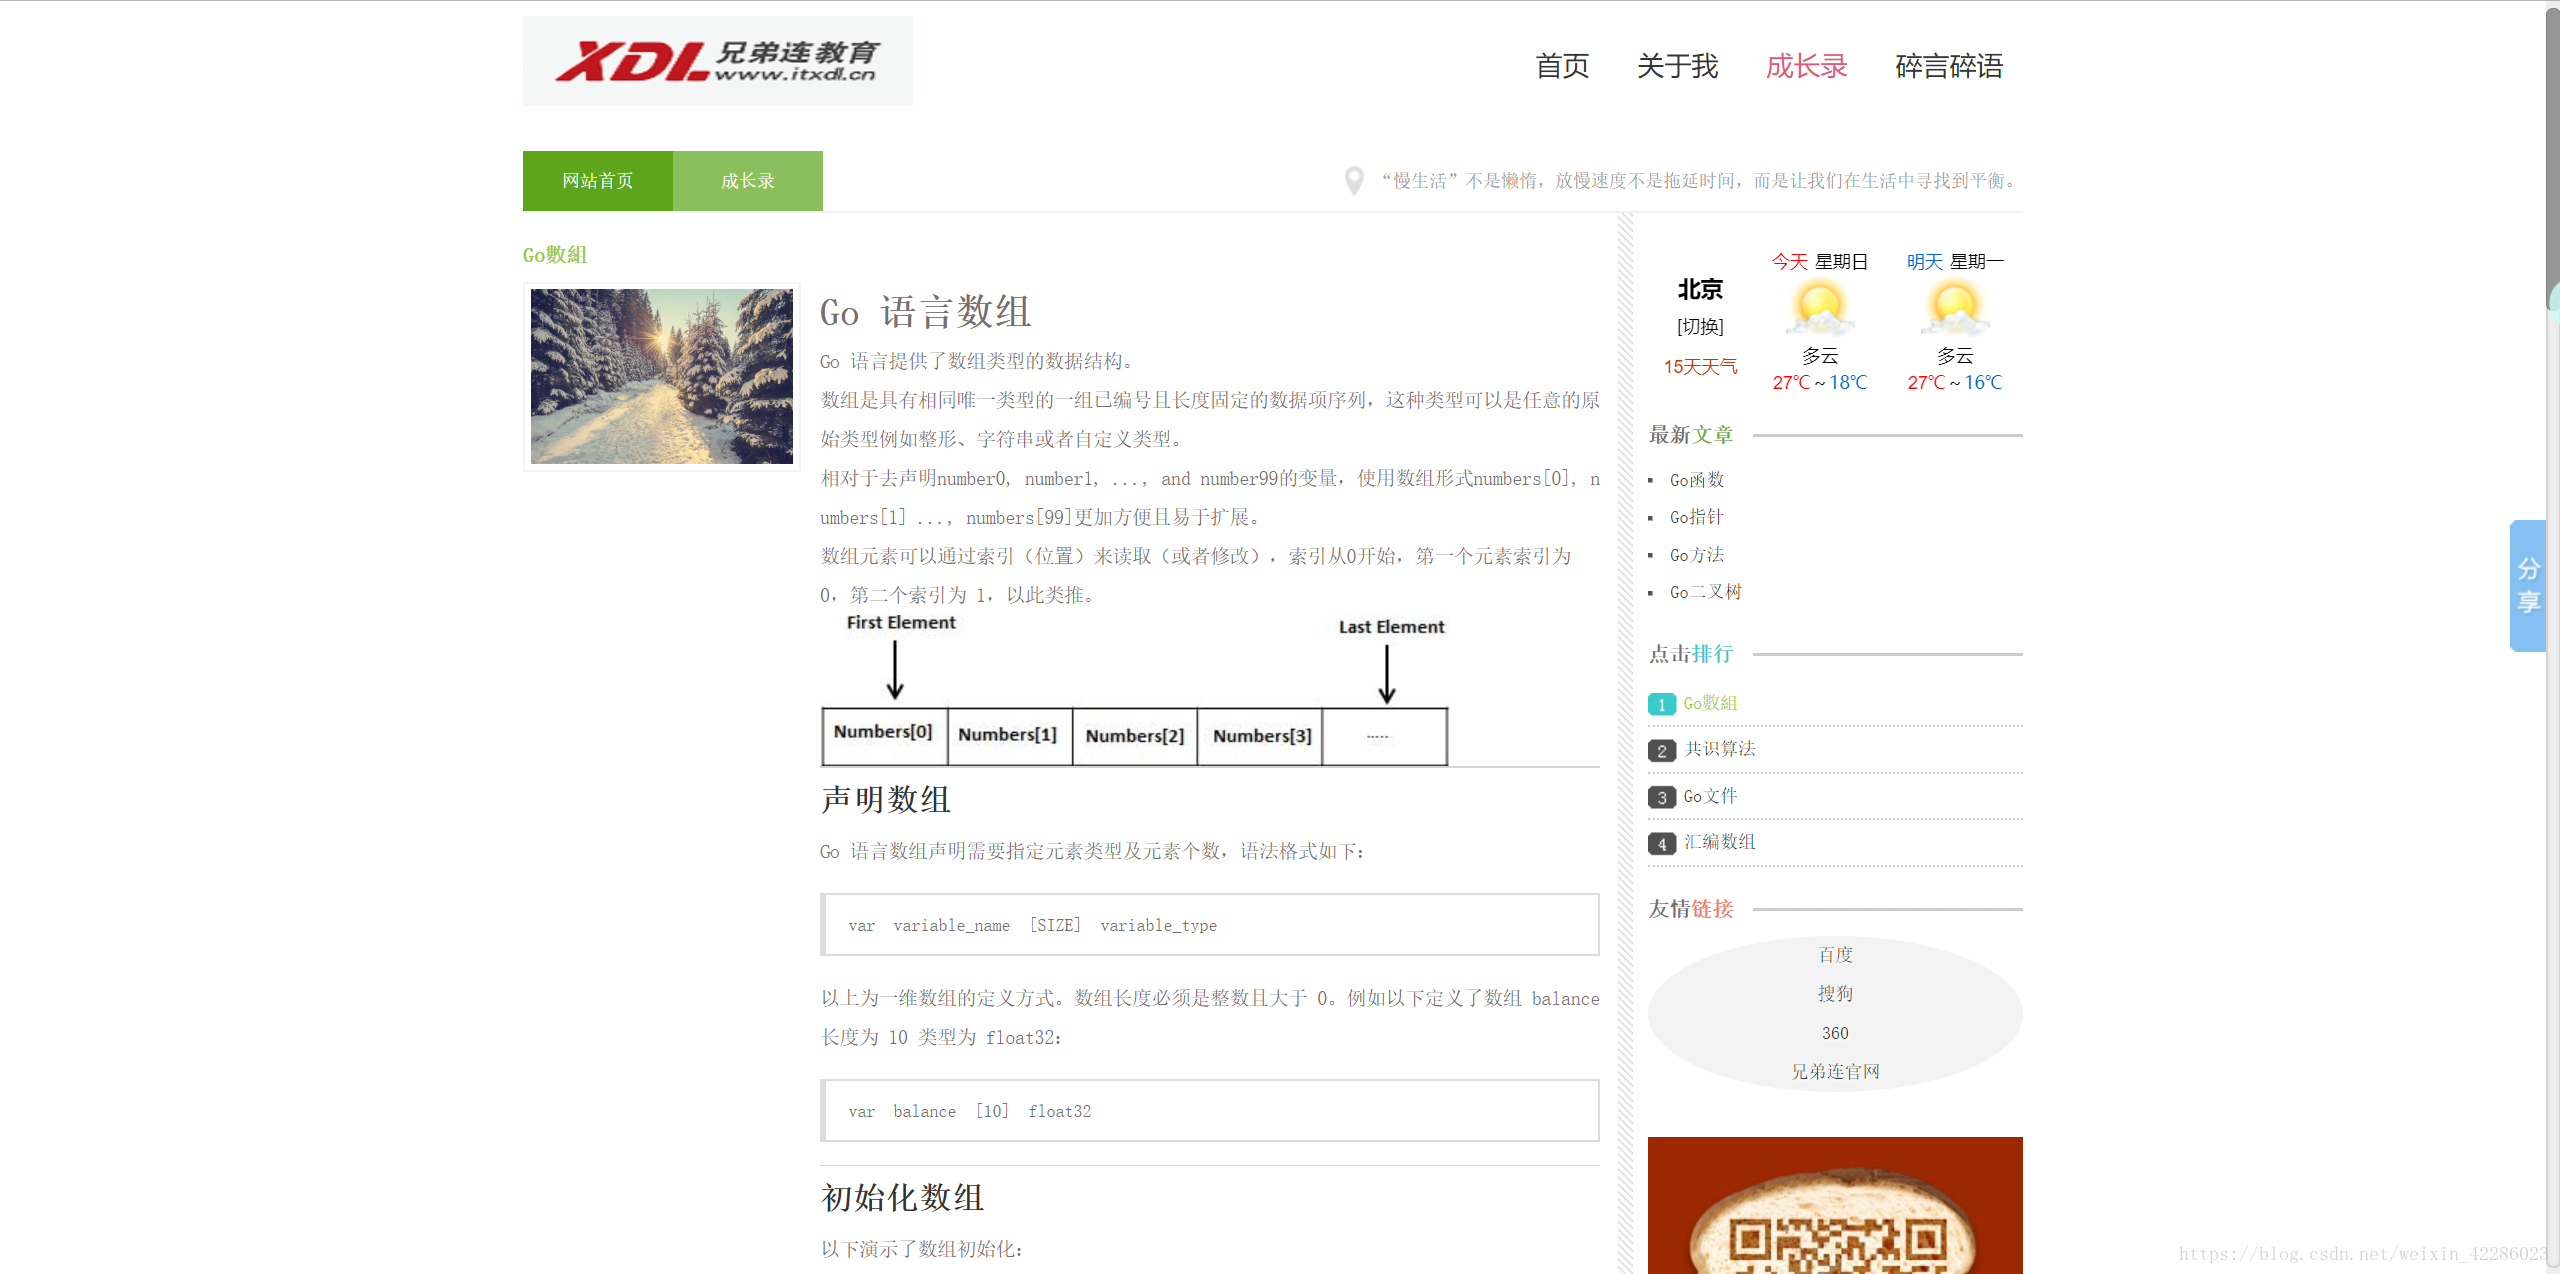 XDL 兄弟连教育
www.itxdl.cn
首页 关于我 成长录 碎言碎语
网站首页 成长录
“慢生活”不是懒惰，放慢速度不是拖延时间，而是让我们在生活中寻找到平衡。
Go數組
Go 语言数组
Go 语言提供了数组类型的数据结构。
数组是具有相同唯一类型的一组已编号且长度固定的数据项序列，这种类型可以是任意的原
始类型例如整形、字符串或者自定义类型。
相对于去声明number0, number1, ..., and number99的变量，使用数组形式numbers[0], n
umbers[1] ..., numbers[99]更加方便且易于扩展。
数组元素可以通过索引（位置）来读取（或者修改），索引从0开始，第一个元素索引为
0，第二个索引为 1，以此类推。
First Element
Last Element
Numbers[0] Numbers[1] Numbers[2] Numbers[3] .....
声明数组
Go 语言数组声明需要指定元素类型及元素个数，语法格式如下：
var variable_name [SIZE] variable_type
以上为一维数组的定义方式。数组长度必须是整数且大于 0。例如以下定义了数组 balance
长度为 10 类型为 float32：
var balance [10] float32
初始化数组
以下演示了数组初始化：
北京
[切换]
15天天气
今天 星期日
多云
27℃～18℃
明天 星期一
多云
27℃～16℃
最新文章
Go函数
Go指针
Go方法
Go二叉树
点击排行
1 Go數組
2 共识算法
3 Go文件
4 汇编数组
友情链接
百度
搜狗
360
兄弟连官网
分
享
https://blog.csdn.net/weixin_42286023